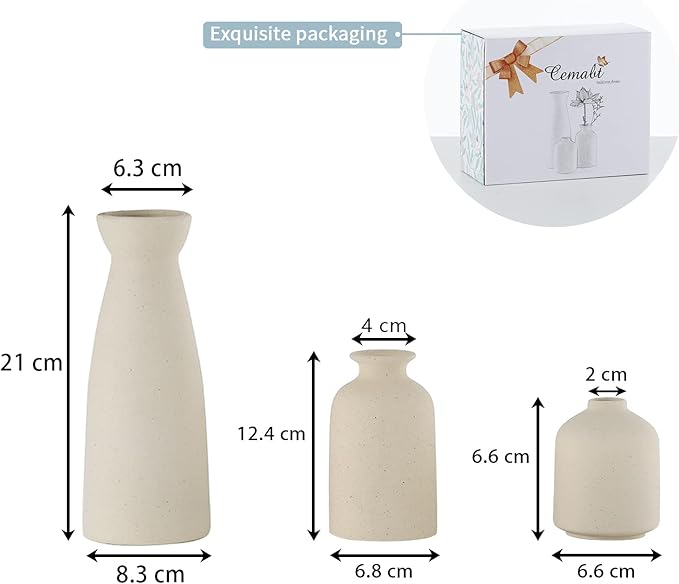 Exquisite packaging
Cemabt
6.3 cm
21 cm
8.3 cm
4 cm
12.4 cm
6.8 cm
2 cm
6.6 cm
6.6 cm